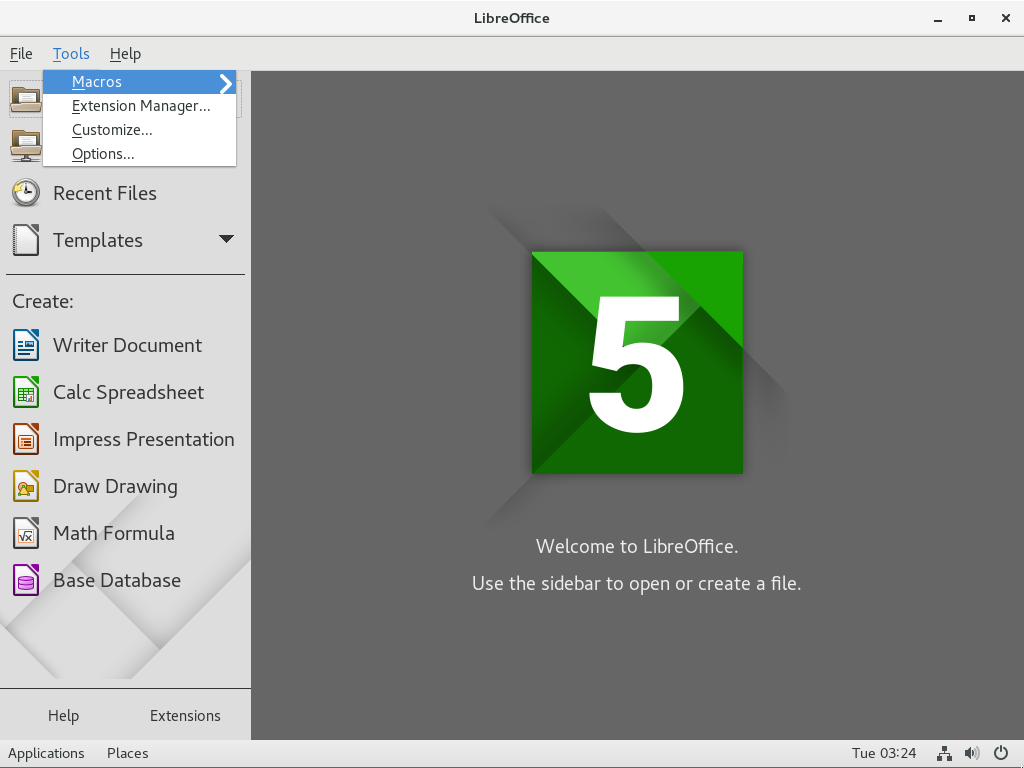 LibreOffice
File Tools Help
Macros
Extension Manager...
Customize...
Options...
Recent Files
Templates
Create:
Writer Document
Calc Spreadsheet
Impress Presentation
Draw Drawing
Math Formula
Base Database
Help Extensions
5
Welcome to LibreOffice.
Use the sidebar to open or create a file.
Applications Places Tue 03:24